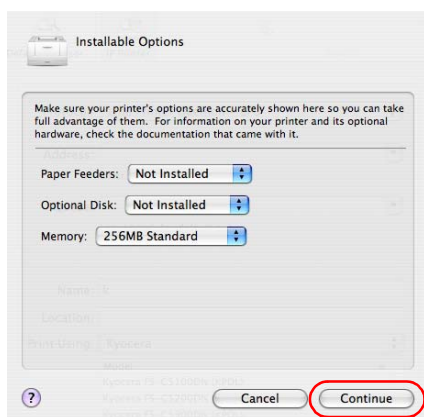 Installable Options
Make sure your printer's options are accurately shown here so you can take
full advantage of them. For information on your printer and its optional
hardware, check the documentation that came with it.
Address:
Paper Feeders: Not Installed
Optional Disk: Not Installed
Memory: 256MB Standard
Name:
Location:
Print Using: Kyocera
? Cancel Continue